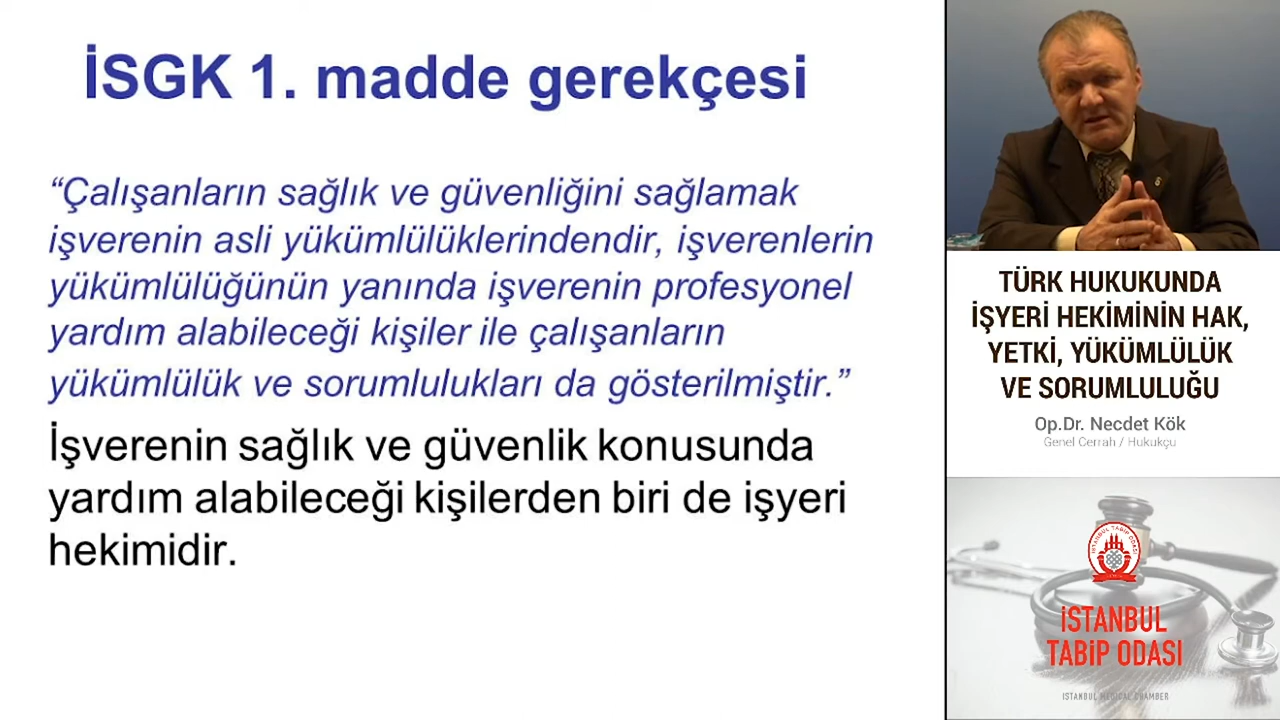 İSGK 1. madde gerekçesi
“Çalışanların sağlık ve güvenliğini sağlamak
işverenin asli yükümlülüklerindendir, işverenlerin
yükümlülüğünün yanında işverenin profesyonel
yardım alabileceği kişiler ile çalışanların
yükümlülük ve sorumlulukları da gösterilmiştir.”
İşverenin sağlık ve güvenlik konusunda
yardım alabileceği kişilerden biri de işyeri
hekimidir.
TÜRK HUKUKUNDA
İŞYERİ HEKİMİNİN HAK,
YETKİ, YÜKÜMLÜLÜK
VE SORUMLULUĞU
Op.Dr. Necdet Kök
Genel Cerrah / Hukukçu
İSTANBUL TABİP ODASI
İSTANBUL
TABİP ODASI
ISTANBUL MEDICAL CHAMBER